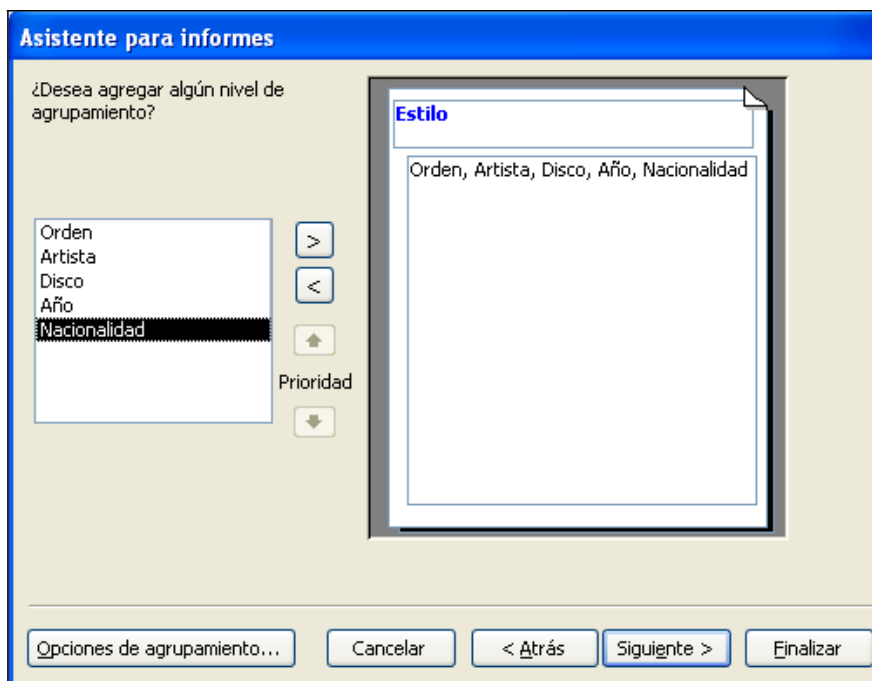 Asistente para informes
¿Desea agregar algún nivel de
agrupamiento?
Estilo
Orden, Artista, Disco, Año, Nacionalidad
Orden
Artista
Disco
Año
Nacionalidad
>
<
Prioridad
Opciones de agrupamiento...
Cancelar
< Atrás
Siguiente >
Finalizar